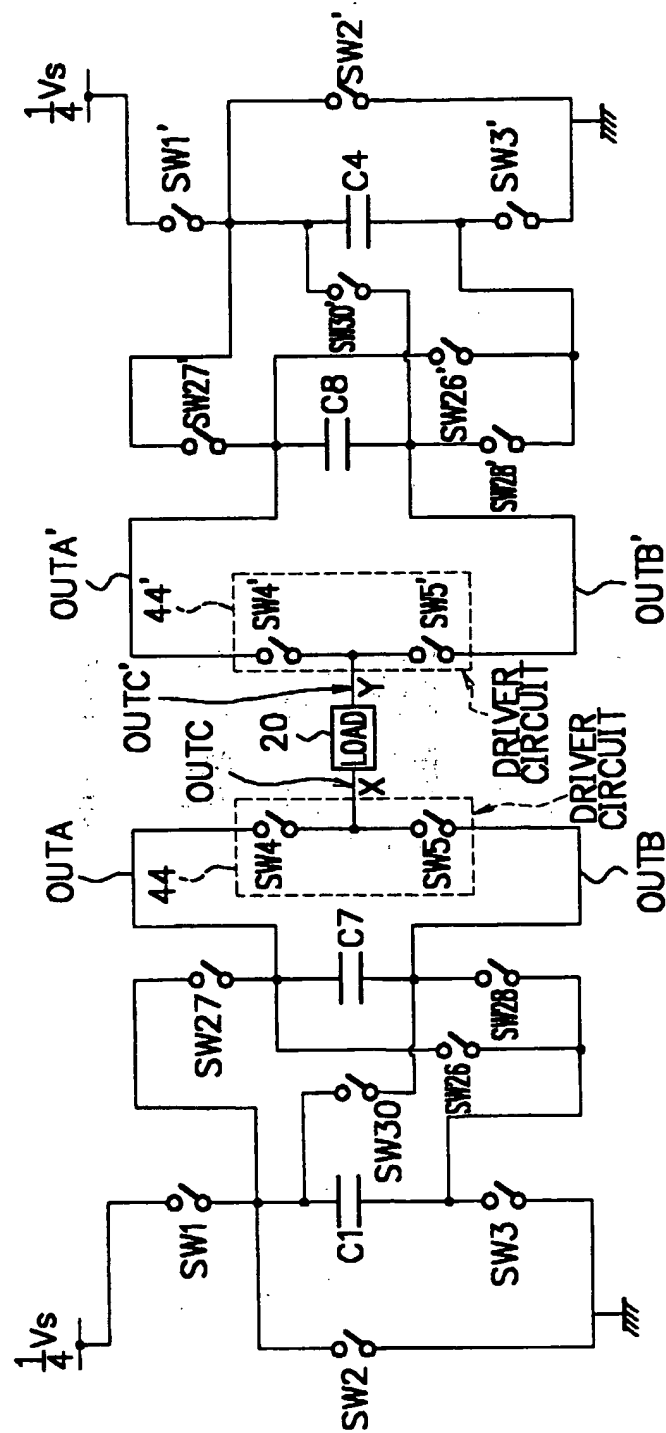 1/4 Vs
SW1
SW2
C1
SW3
SW30
SW27
C7
SW26
SW28
OUTA
OUTB
44
SW4
SW5
DRIVER CIRCUIT
OUTC
X
20
LOAD
Y
OUTC'
DRIVER CIRCUIT
44'
SW4'
SW5'
OUTA'
OUTB'
SW27'
C8
SW26'
SW28'
SW30'
1/4 Vs
SW1'
SW2'
C4
SW3'